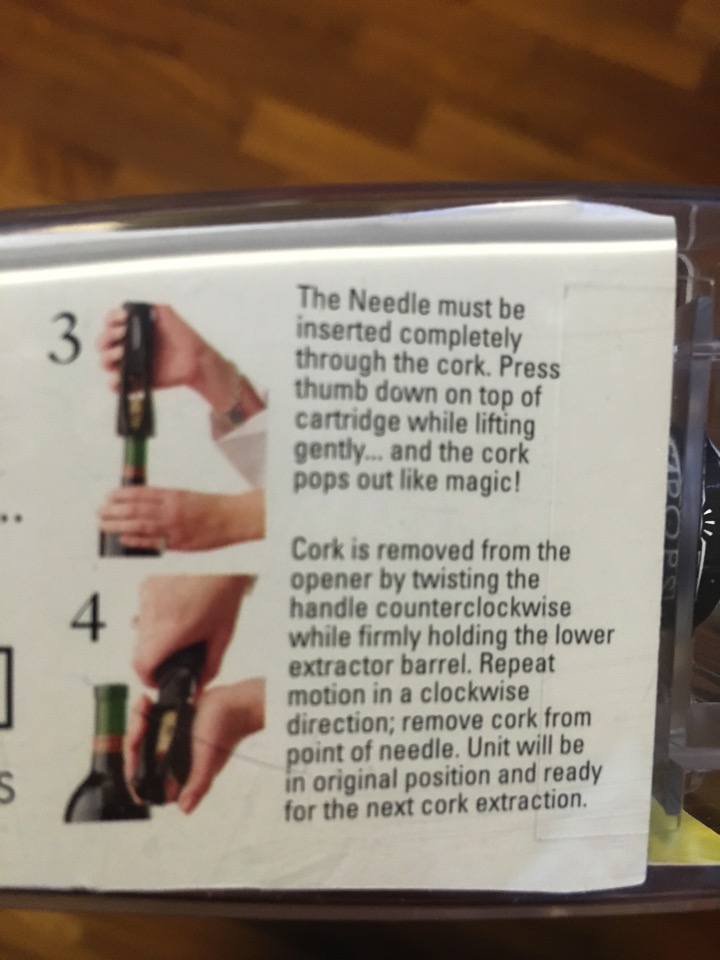 3
The Needle must be
inserted completely
through the cork. Press
thumb down on top of
cartridge while lifting
gently... and the cork
pops out like magic!
..
4
Cork is removed from the
opener by twisting the
handle counterclockwise
while firmly holding the lower
extractor barrel. Repeat
motion in a clockwise
direction; remove cork from
point of needle. Unit will be
in original position and ready
for the next cork extraction.
S